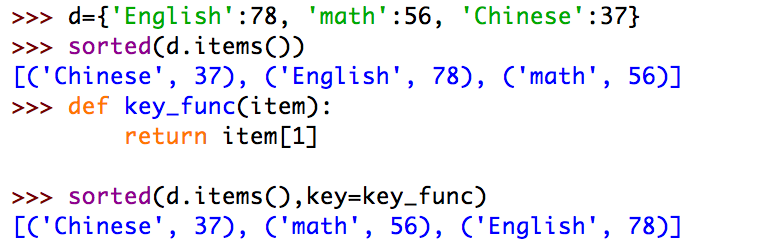 >>> d={'English':78, 'math':56, 'Chinese':37}
>>> sorted(d.items())
[('Chinese', 37), ('English', 78), ('math', 56)]
>>> def key_func(item):
        return item[1]
>>> sorted(d.items(),key=key_func)
[('Chinese', 37), ('math', 56), ('English', 78)]